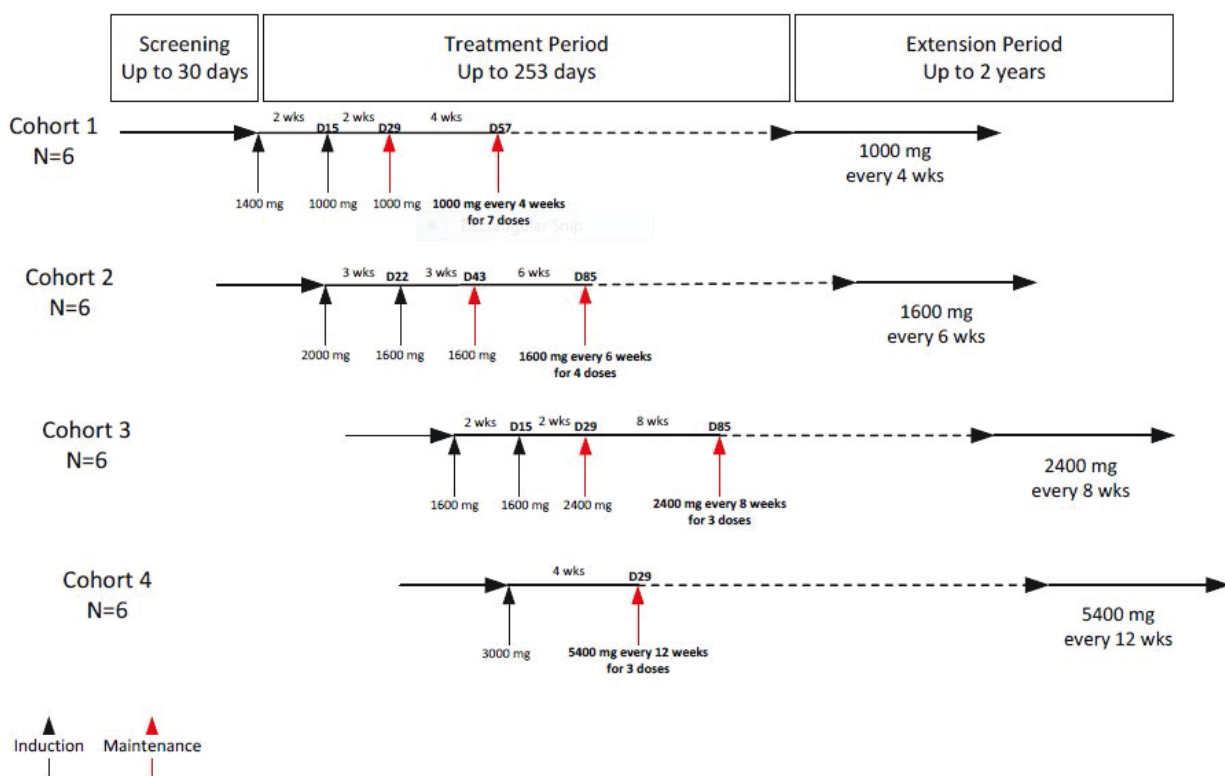 Screening
Up to 30 days
Treatment Period
Up to 253 days
Extension Period
Up to 2 years
Cohort 1
N=6
2 wks
D15
2 wks
D29
4 wks
D57
1400 mg
1000 mg
1000 mg
1000 mg every 4 weeks
for 7 doses
1000 mg
every 4 wks
Rectangular Snip
Cohort 2
N=6
3 wks
D22
3 wks
D43
6 wks
D85
2000 mg
1600 mg
1600 mg
1600 mg every 6 weeks
for 4 doses
1600 mg
every 6 wks
Cohort 3
N=6
2 wks
D15
2 wks
D29
8 wks
D85
1600 mg
1600 mg
2400 mg
2400 mg every 8 weeks
for 3 doses
2400 mg
every 8 wks
Cohort 4
N=6
4 wks
D29
3000 mg
5400 mg every 12 weeks
for 3 doses
5400 mg
every 12 wks
Induction
Maintenance